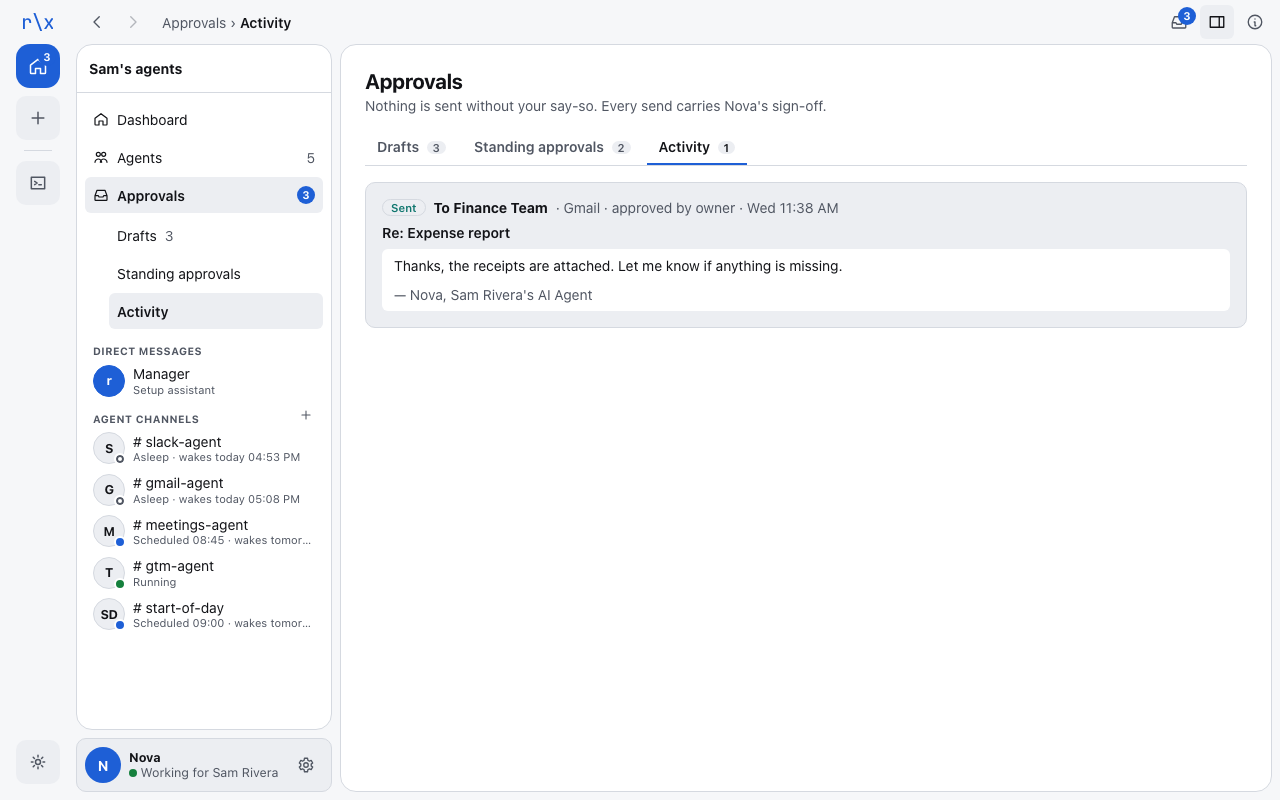 r\x
Approvals › Activity
3
3
Sam's agents
Dashboard
Agents 5
Approvals 3
Drafts 3
Standing approvals
Activity
DIRECT MESSAGES
r
Manager
Setup assistant
AGENT CHANNELS
S
# slack-agent
Asleep · wakes today 04:53 PM
G
# gmail-agent
Asleep · wakes today 05:08 PM
M
# meetings-agent
Scheduled 08:45 · wakes tomor...
T
# gtm-agent
Running
SD
# start-of-day
Scheduled 09:00 · wakes tomor...
N
Nova
Working for Sam Rivera
Approvals
Nothing is sent without your say-so. Every send carries Nova's sign-off.
Drafts 3 Standing approvals 2 Activity 1
Sent To Finance Team · Gmail · approved by owner · Wed 11:38 AM
Re: Expense report
Thanks, the receipts are attached. Let me know if anything is missing.
— Nova, Sam Rivera's AI Agent